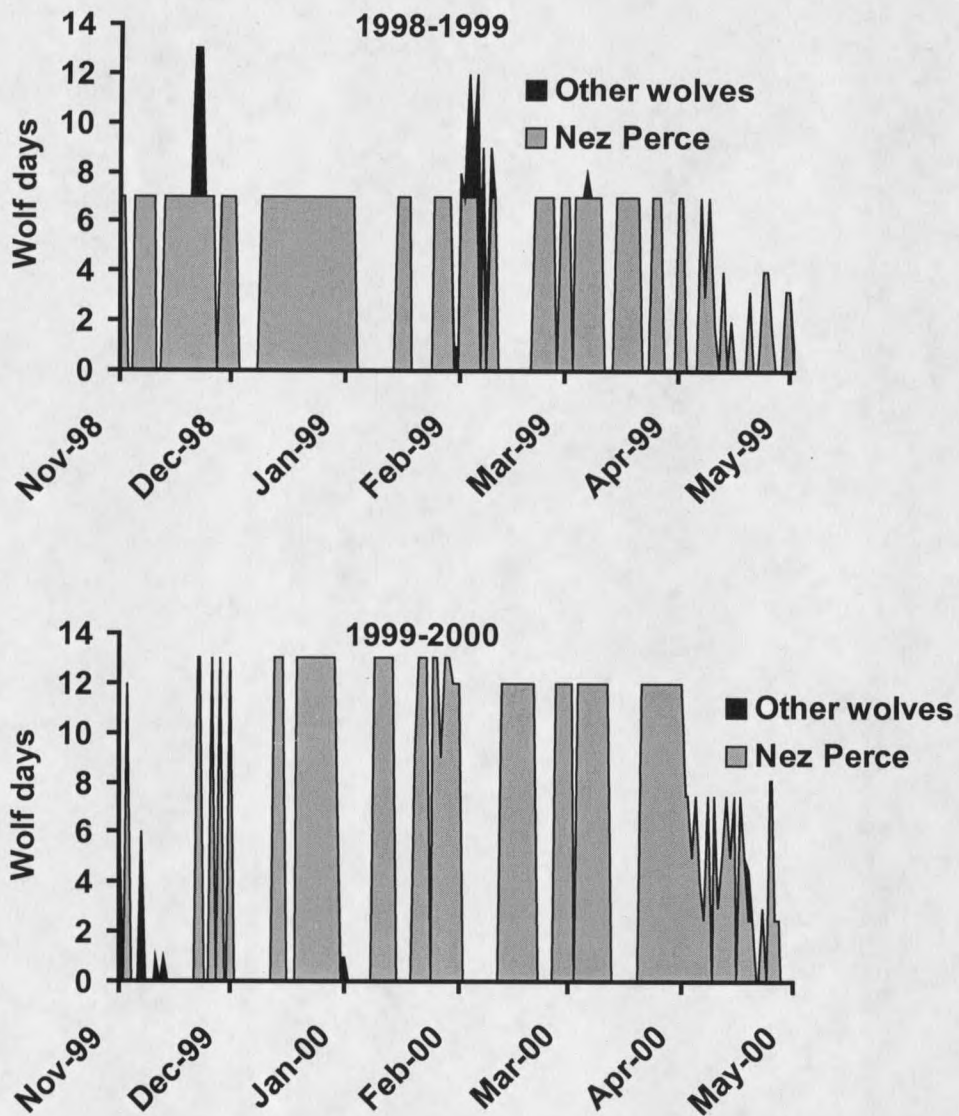 1998-1999
Wolf days
14
12
10
8
6
4
2
0
Other wolves
Nez Perce
Nov-98
Dec-98
Jan-99
Feb-99
Mar-99
Apr-99
May-99
1999-2000
Wolf days
14
12
10
8
6
4
2
0
Other wolves
Nez Perce
Nov-99
Dec-99
Jan-00
Feb-00
Mar-00
Apr-00
May-00